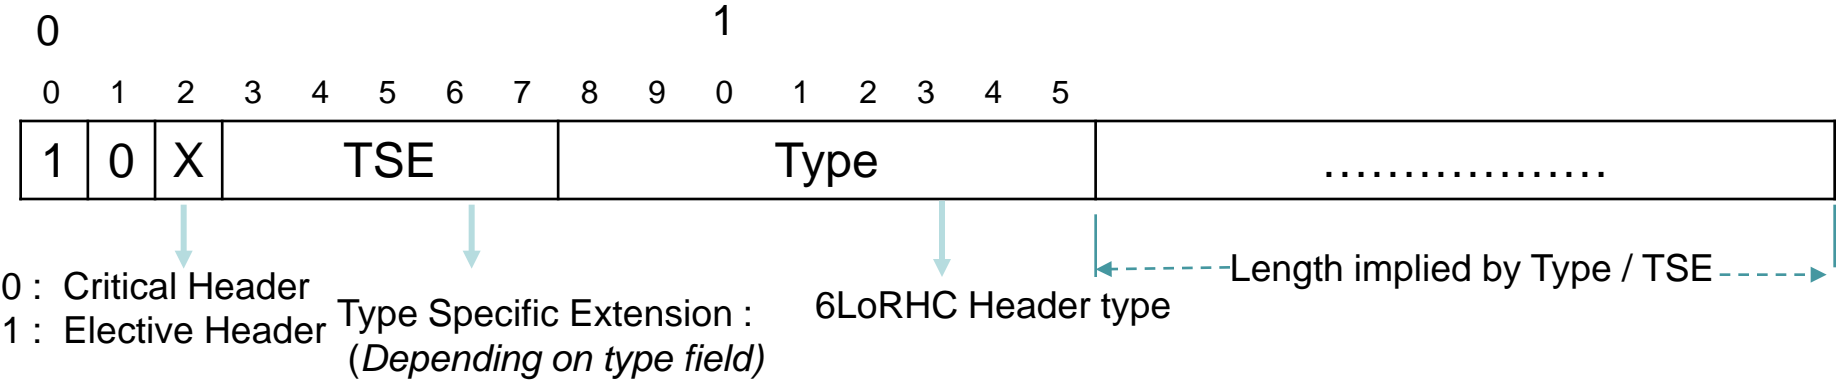 0 1
0 1 2 3 4 5 6 7 8 9 0 1 2 3 4 5
1 0 X TSE Type ..................
0 : Critical Header
1 : Elective Header
Type Specific Extension :
(Depending on type field)
6LoRHC Header type
Length implied by Type / TSE